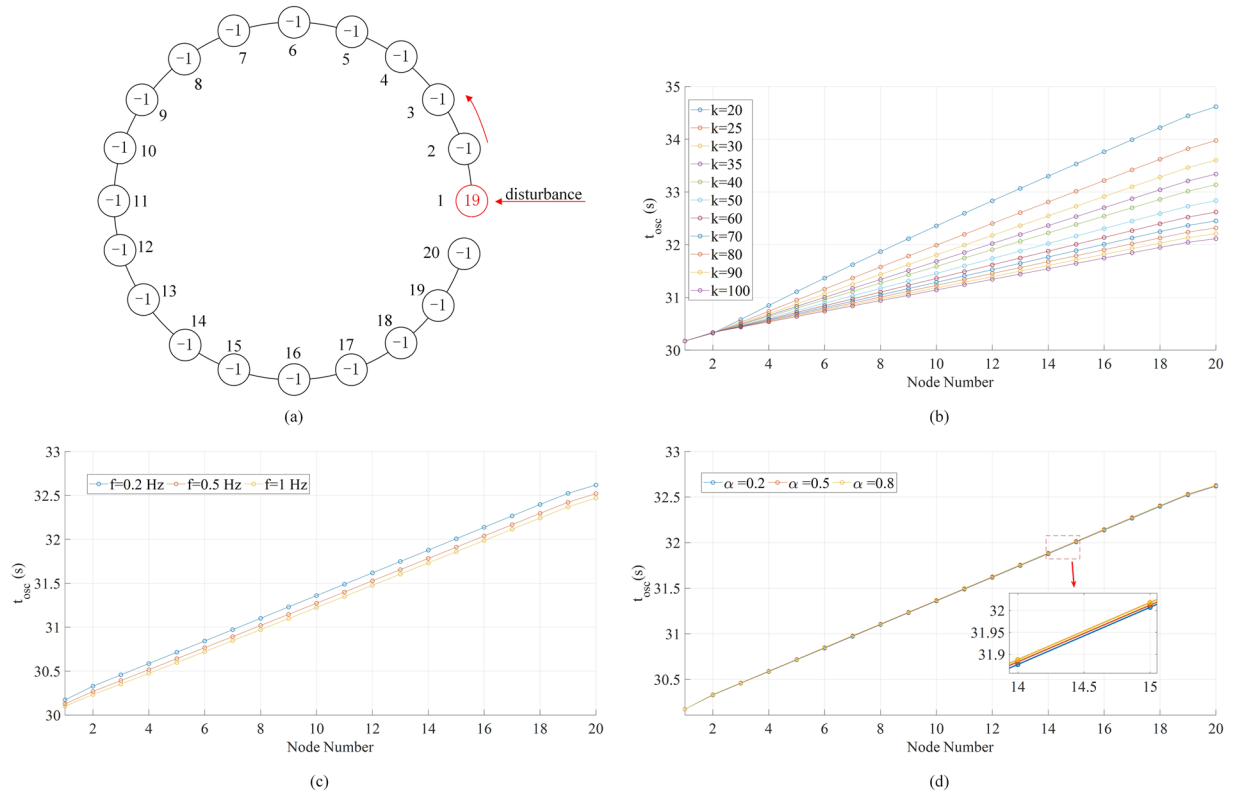 −1 −1 −1 −1 −1 −1 −1 −1 −1 −1 −1 −1 −1 −1 −1 −1 −1 −1 −1
6
7 5
8 4
9 3
10 2
11 1 19 disturbance
12 20
13 19
14 18
15 16 17
(a)
35
34
33
32
31
30
t_osc (s)
k=20
k=25
k=30
k=35
k=40
k=50
k=60
k=70
k=80
k=90
k=100
2 4 6 8 10 12 14 16 18 20
Node Number
(b)
33
32.5
32
31.5
31
30.5
30
t_osc (s)
f=0.2 Hz f=0.5 Hz f=1 Hz
2 4 6 8 10 12 14 16 18 20
Node Number
(c)
33
32.5
32
31.5
31
30.5
t_osc (s)
α =0.2 α =0.5 α =0.8
32
31.95
31.9
14 14.5 15
2 4 6 8 10 12 14 16 18 20
Node Number
(d)